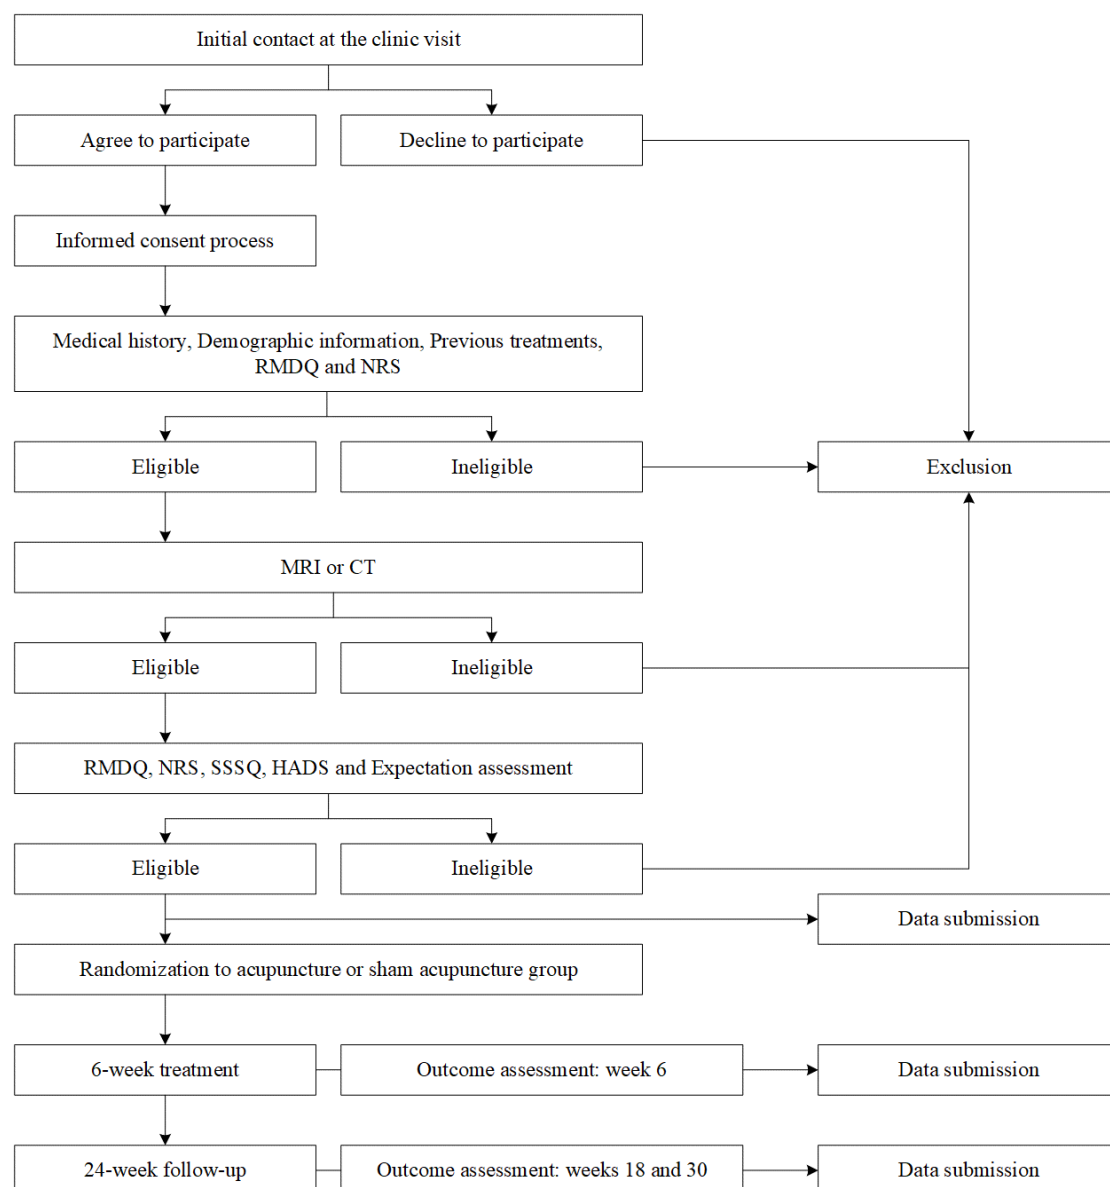 Initial contact at the clinic visit
Agree to participate
Decline to participate
Informed consent process
Medical history, Demographic information, Previous treatments,
RMDQ and NRS
Eligible
Ineligible
Exclusion
MRI or CT
Eligible
Ineligible
RMDQ, NRS, SSSQ, HADS and Expectation assessment
Eligible
Ineligible
Data submission
Randomization to acupuncture or sham acupuncture group
6-week treatment
Outcome assessment: week 6
Data submission
24-week follow-up
Outcome assessment: weeks 18 and 30
Data submission